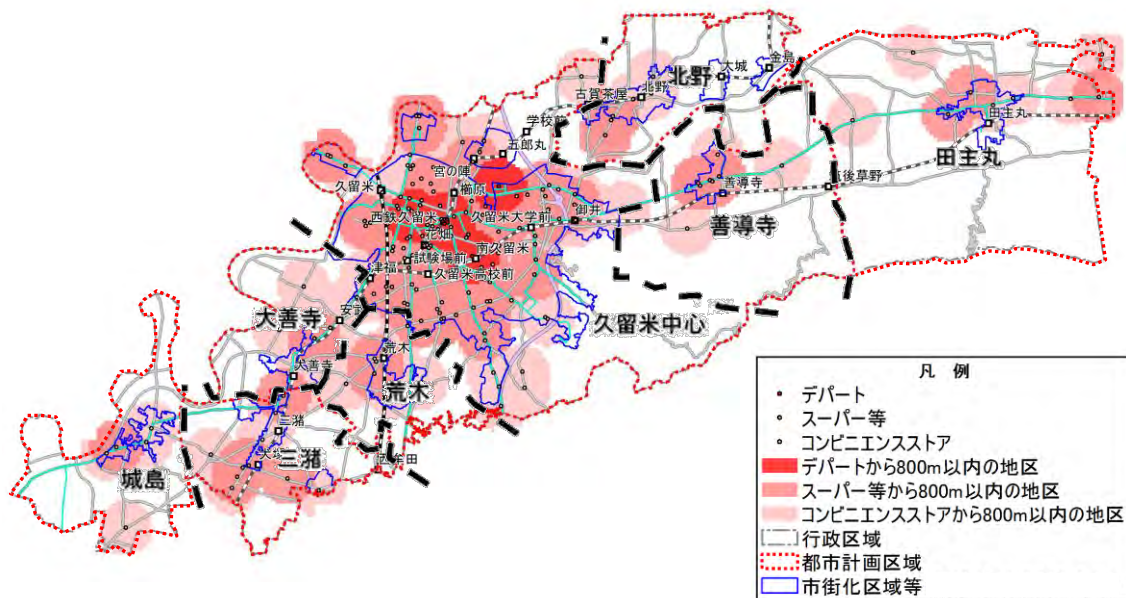 金島
大城
北野
北野
古賀茶屋
学校前
五郎丸
田主丸
田主丸
宮の陣
善導寺
久留米
櫛原
御井
西鉄久留米
久留米大学前
善導寺
花畑
南久留米
試験場前
津福
久留米高校前
大善寺
久留米中心
荒木
大善寺
荒木
三潴
三潴
城島
凡 例
デパート
スーパー等
コンビニエンスストア
デパートから800m以内の地区
スーパー等から800m以内の地区
コンビニエンスストアから800m以内の地区
行政区域
都市計画区域
市街化区域等